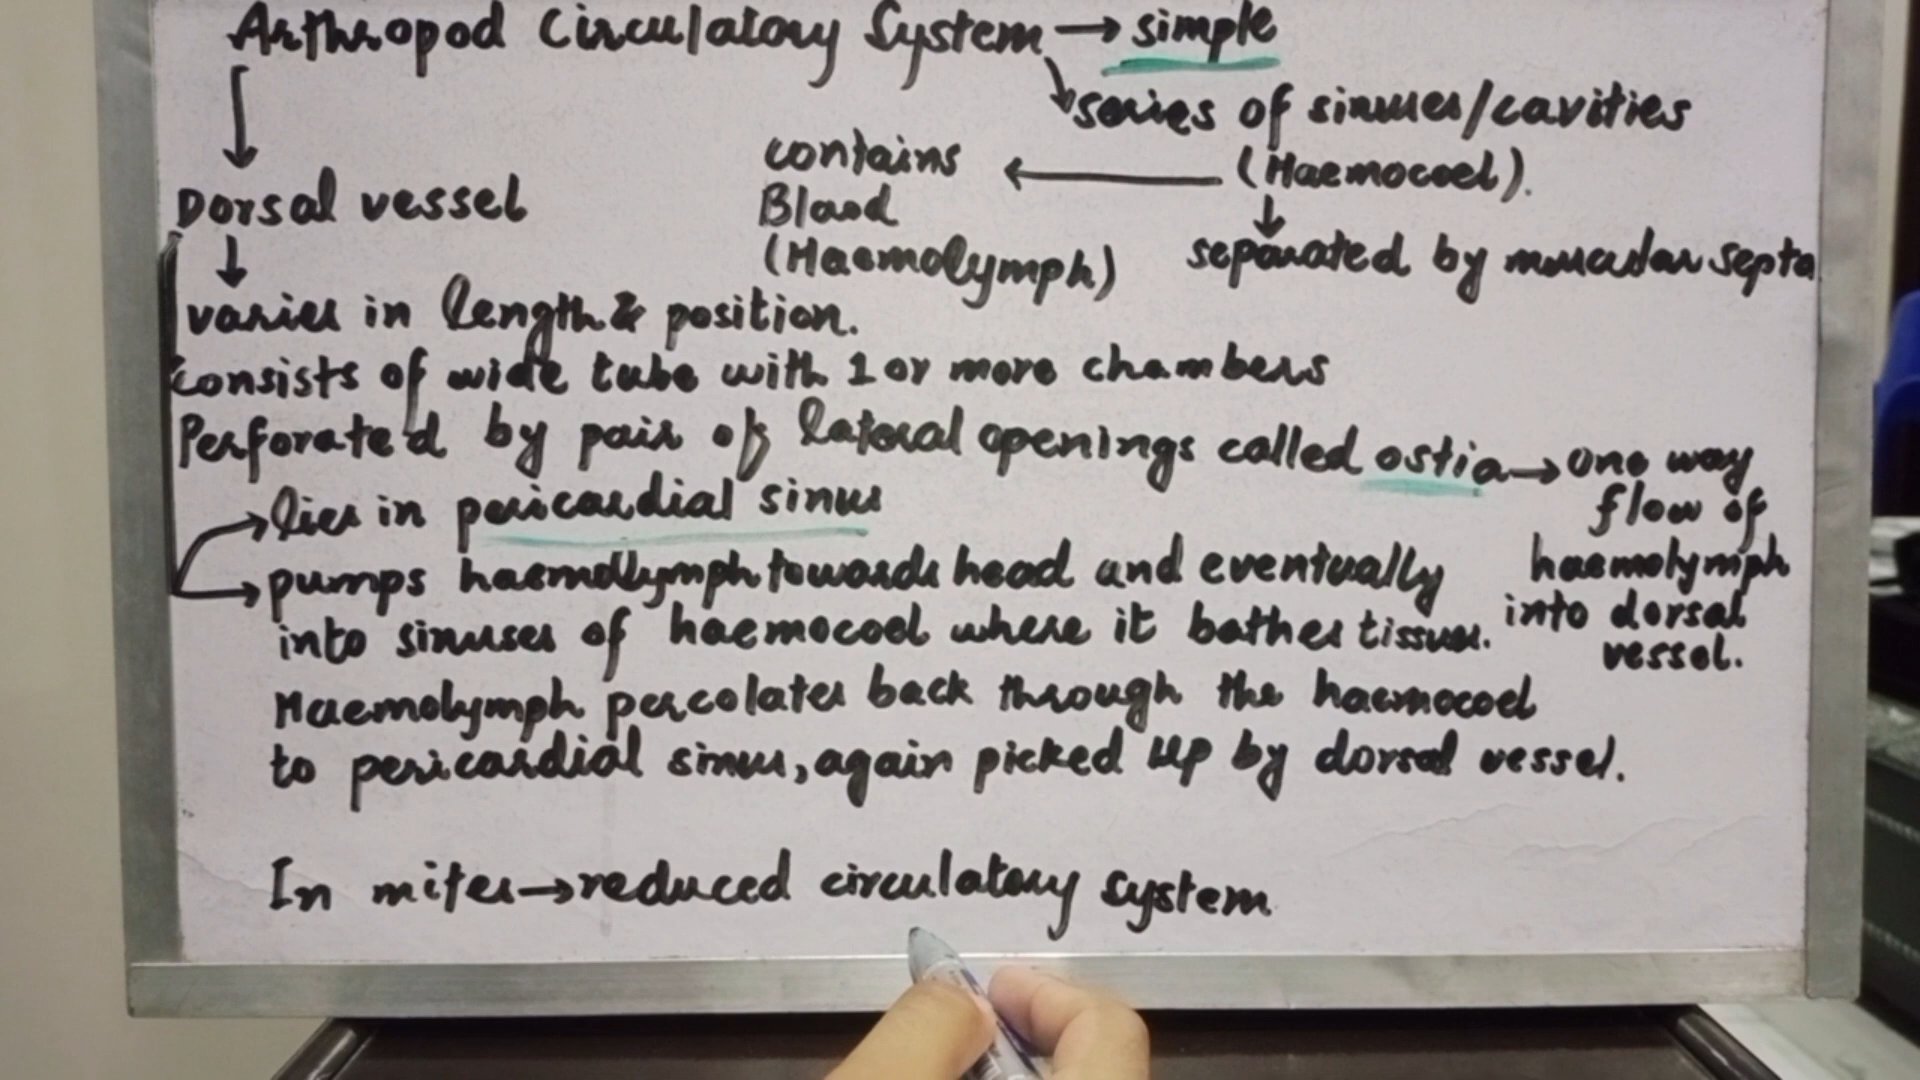 Arthropod Circulatory System → simple
↓
↘ series of sinuses/cavities
(Haemocoel).
← contains
Blood
(Haemolymph)
↓
separated by muscular septa
Dorsal vessel
↓
varies in length & position.
consists of wide tube with 1 or more chambers
Perforated by pair of lateral openings called ostia → one way
flow of
haemolymph
into dorsal
vessel.
→ lies in pericardial sinus
→ pumps haemolymph towards head and eventually
into sinuses of haemocoel where it bathes tissues.
Haemolymph percolates back through the haemocoel
to pericardial sinus, again picked up by dorsal vessel.
In mites → reduced circulatory system